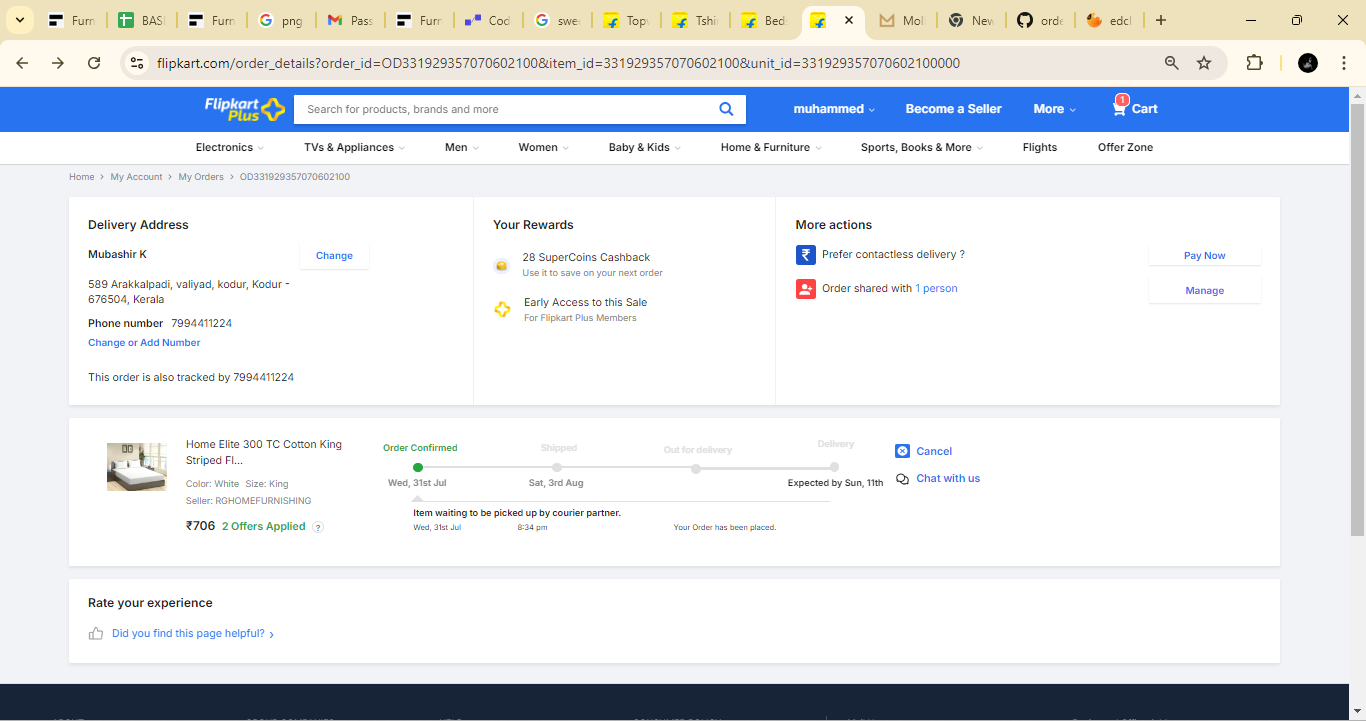 Furn
BASI
Furn
png
Pass
Furn
Cod
swee
Topv
Tshir
Beds
Mol
New
orde
edcl
flipkart.com/order_details?order_id=OD331929357070602100&item_id=331929357070602100&unit_id=331929357070602100000
Flipkart Plus
Search for products, brands and more
muhammed
Become a Seller
More
1
Cart
Electronics
TVs & Appliances
Men
Women
Baby & Kids
Home & Furniture
Sports, Books & More
Flights
Offer Zone
Home > My Account > My Orders > OD331929357070602100
Delivery Address
Mubashir K
Change
589 Arakkalpadi, valiyad, kodur, Kodur -
676504, Kerala
Phone number 7994411224
Change or Add Number
This order is also tracked by 7994411224
Your Rewards
28 SuperCoins Cashback
Use it to save on your next order
Early Access to this Sale
For Flipkart Plus Members
More actions
₹ Prefer contactless delivery ?
Pay Now
Order shared with 1 person
Manage
Home Elite 300 TC Cotton King
Striped Fl...
Color: White Size: King
Seller: RGHOMEFURNISHING
₹706 2 Offers Applied ?
Order Confirmed
Wed, 31st Jul
Shipped
Sat, 3rd Aug
Out for delivery
Delivery
Expected by Sun, 11th
Item waiting to be picked up by courier partner.
Wed, 31st Jul 8:34 pm Your Order has been placed.
Cancel
Chat with us
Rate your experience
Did you find this page helpful? >